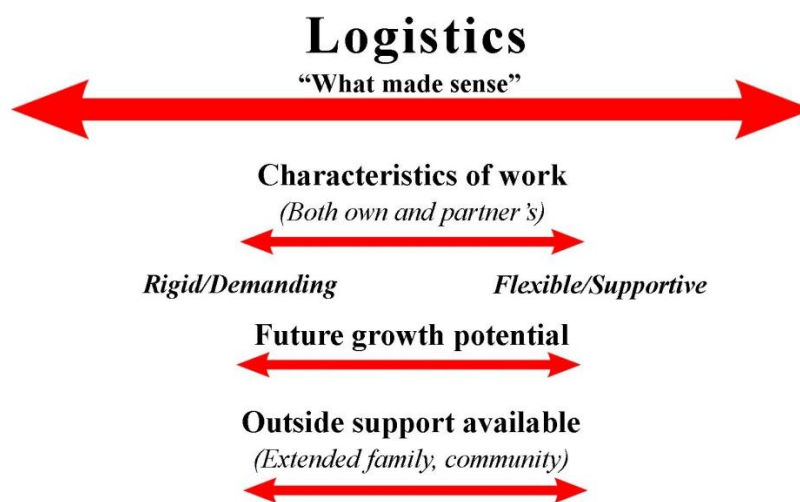 Logistics
“What made sense”
Characteristics of work
(Both own and partner’s)
Rigid/Demanding Flexible/Supportive
Future growth potential
Outside support available
(Extended family, community)